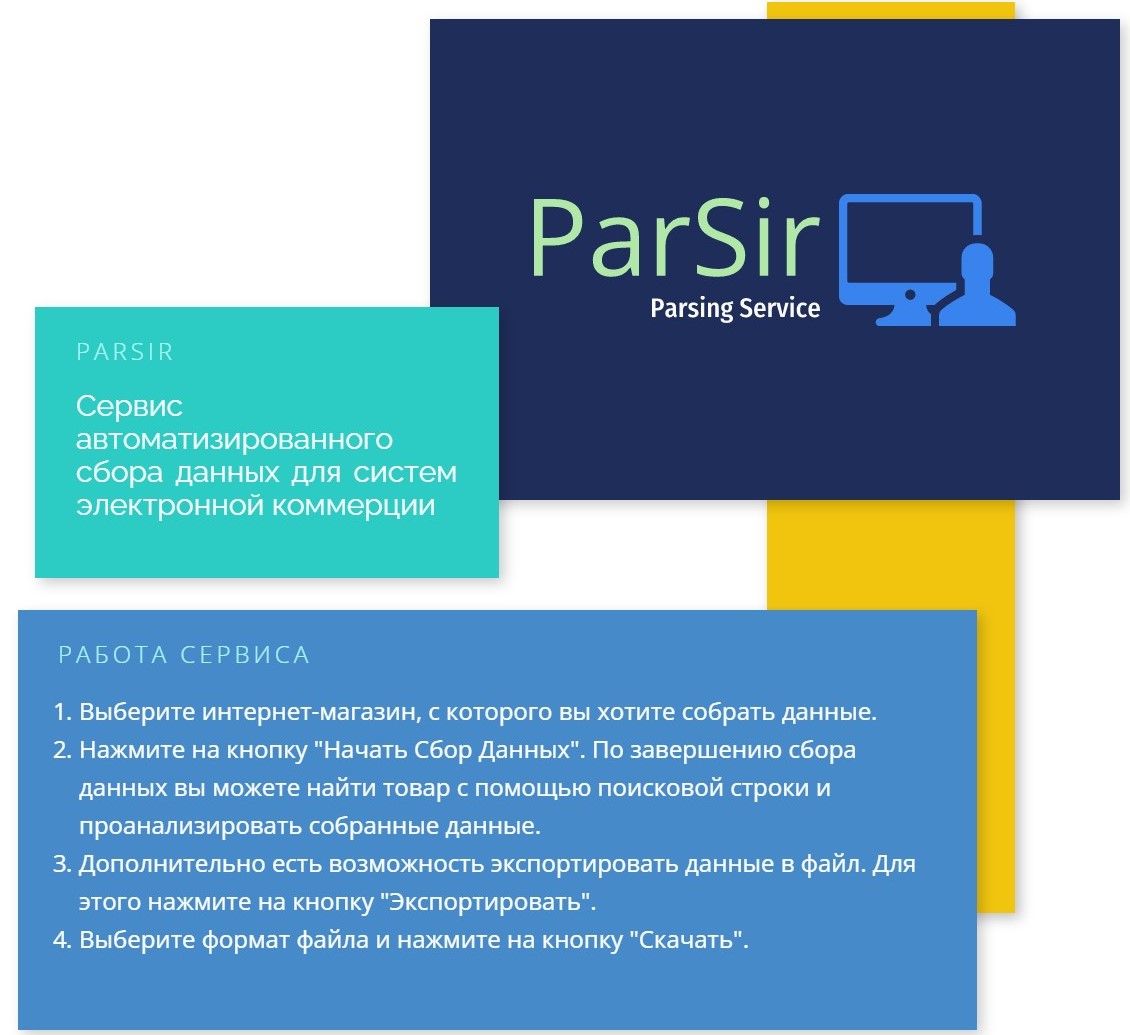 ParSir
Parsing Service
PARSIR
Сервис
автоматизированного
сбора данных для систем
электронной коммерции
РАБОТА СЕРВИСА
1. Выберите интернет-магазин, с которого вы хотите собрать данные.
2. Нажмите на кнопку "Начать Сбор Данных". По завершению сбора
данных вы можете найти товар с помощью поисковой строки и
проанализировать собранные данные.
3. Дополнительно есть возможность экспортировать данные в файл. Для
этого нажмите на кнопку "Экспортировать".
4. Выберите формат файла и нажмите на кнопку "Скачать".